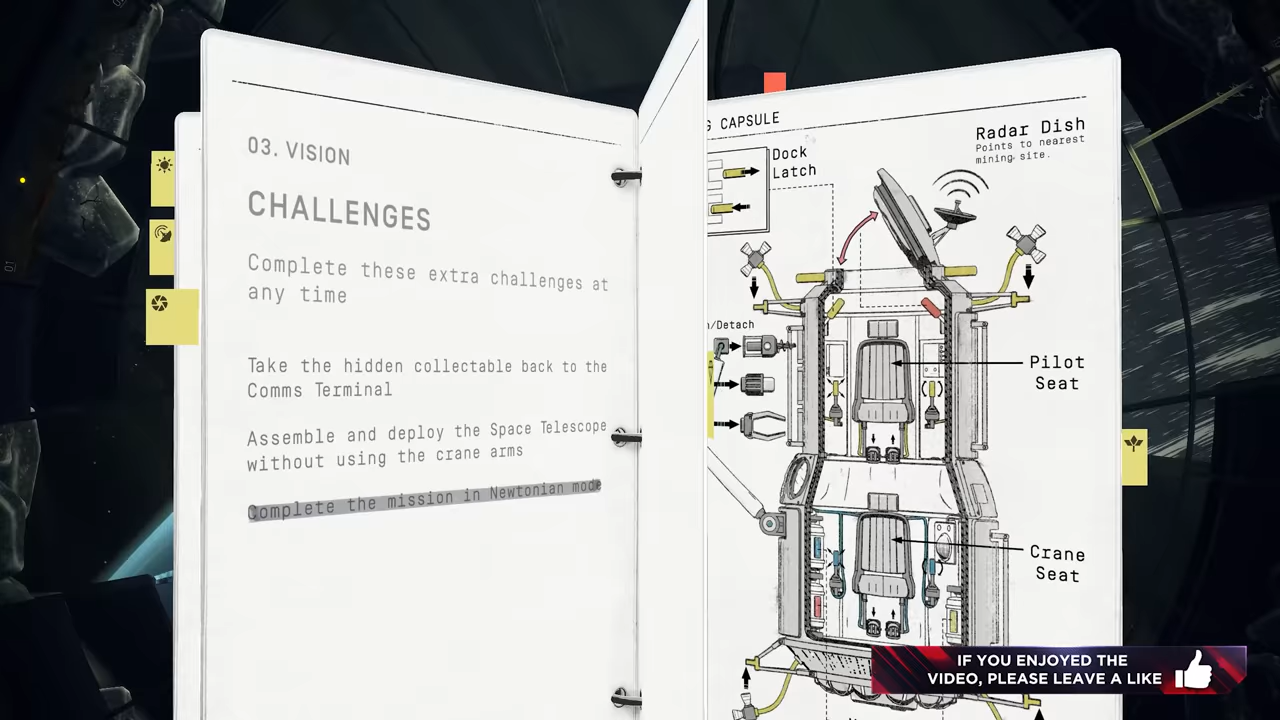 03. VISION
CHALLENGES
Complete these extra challenges at
any time
Take the hidden collectable back to the
Comms Terminal
Assemble and deploy the Space Telescope
without using the crane arms
Complete the mission in Newtonian mode
CAPSULE
Dock
Latch
Radar Dish
Points to nearest
mining site.
/Detach
Pilot
Seat
Crane
Seat
IF YOU ENJOYED THE
VIDEO, PLEASE LEAVE A LIKE